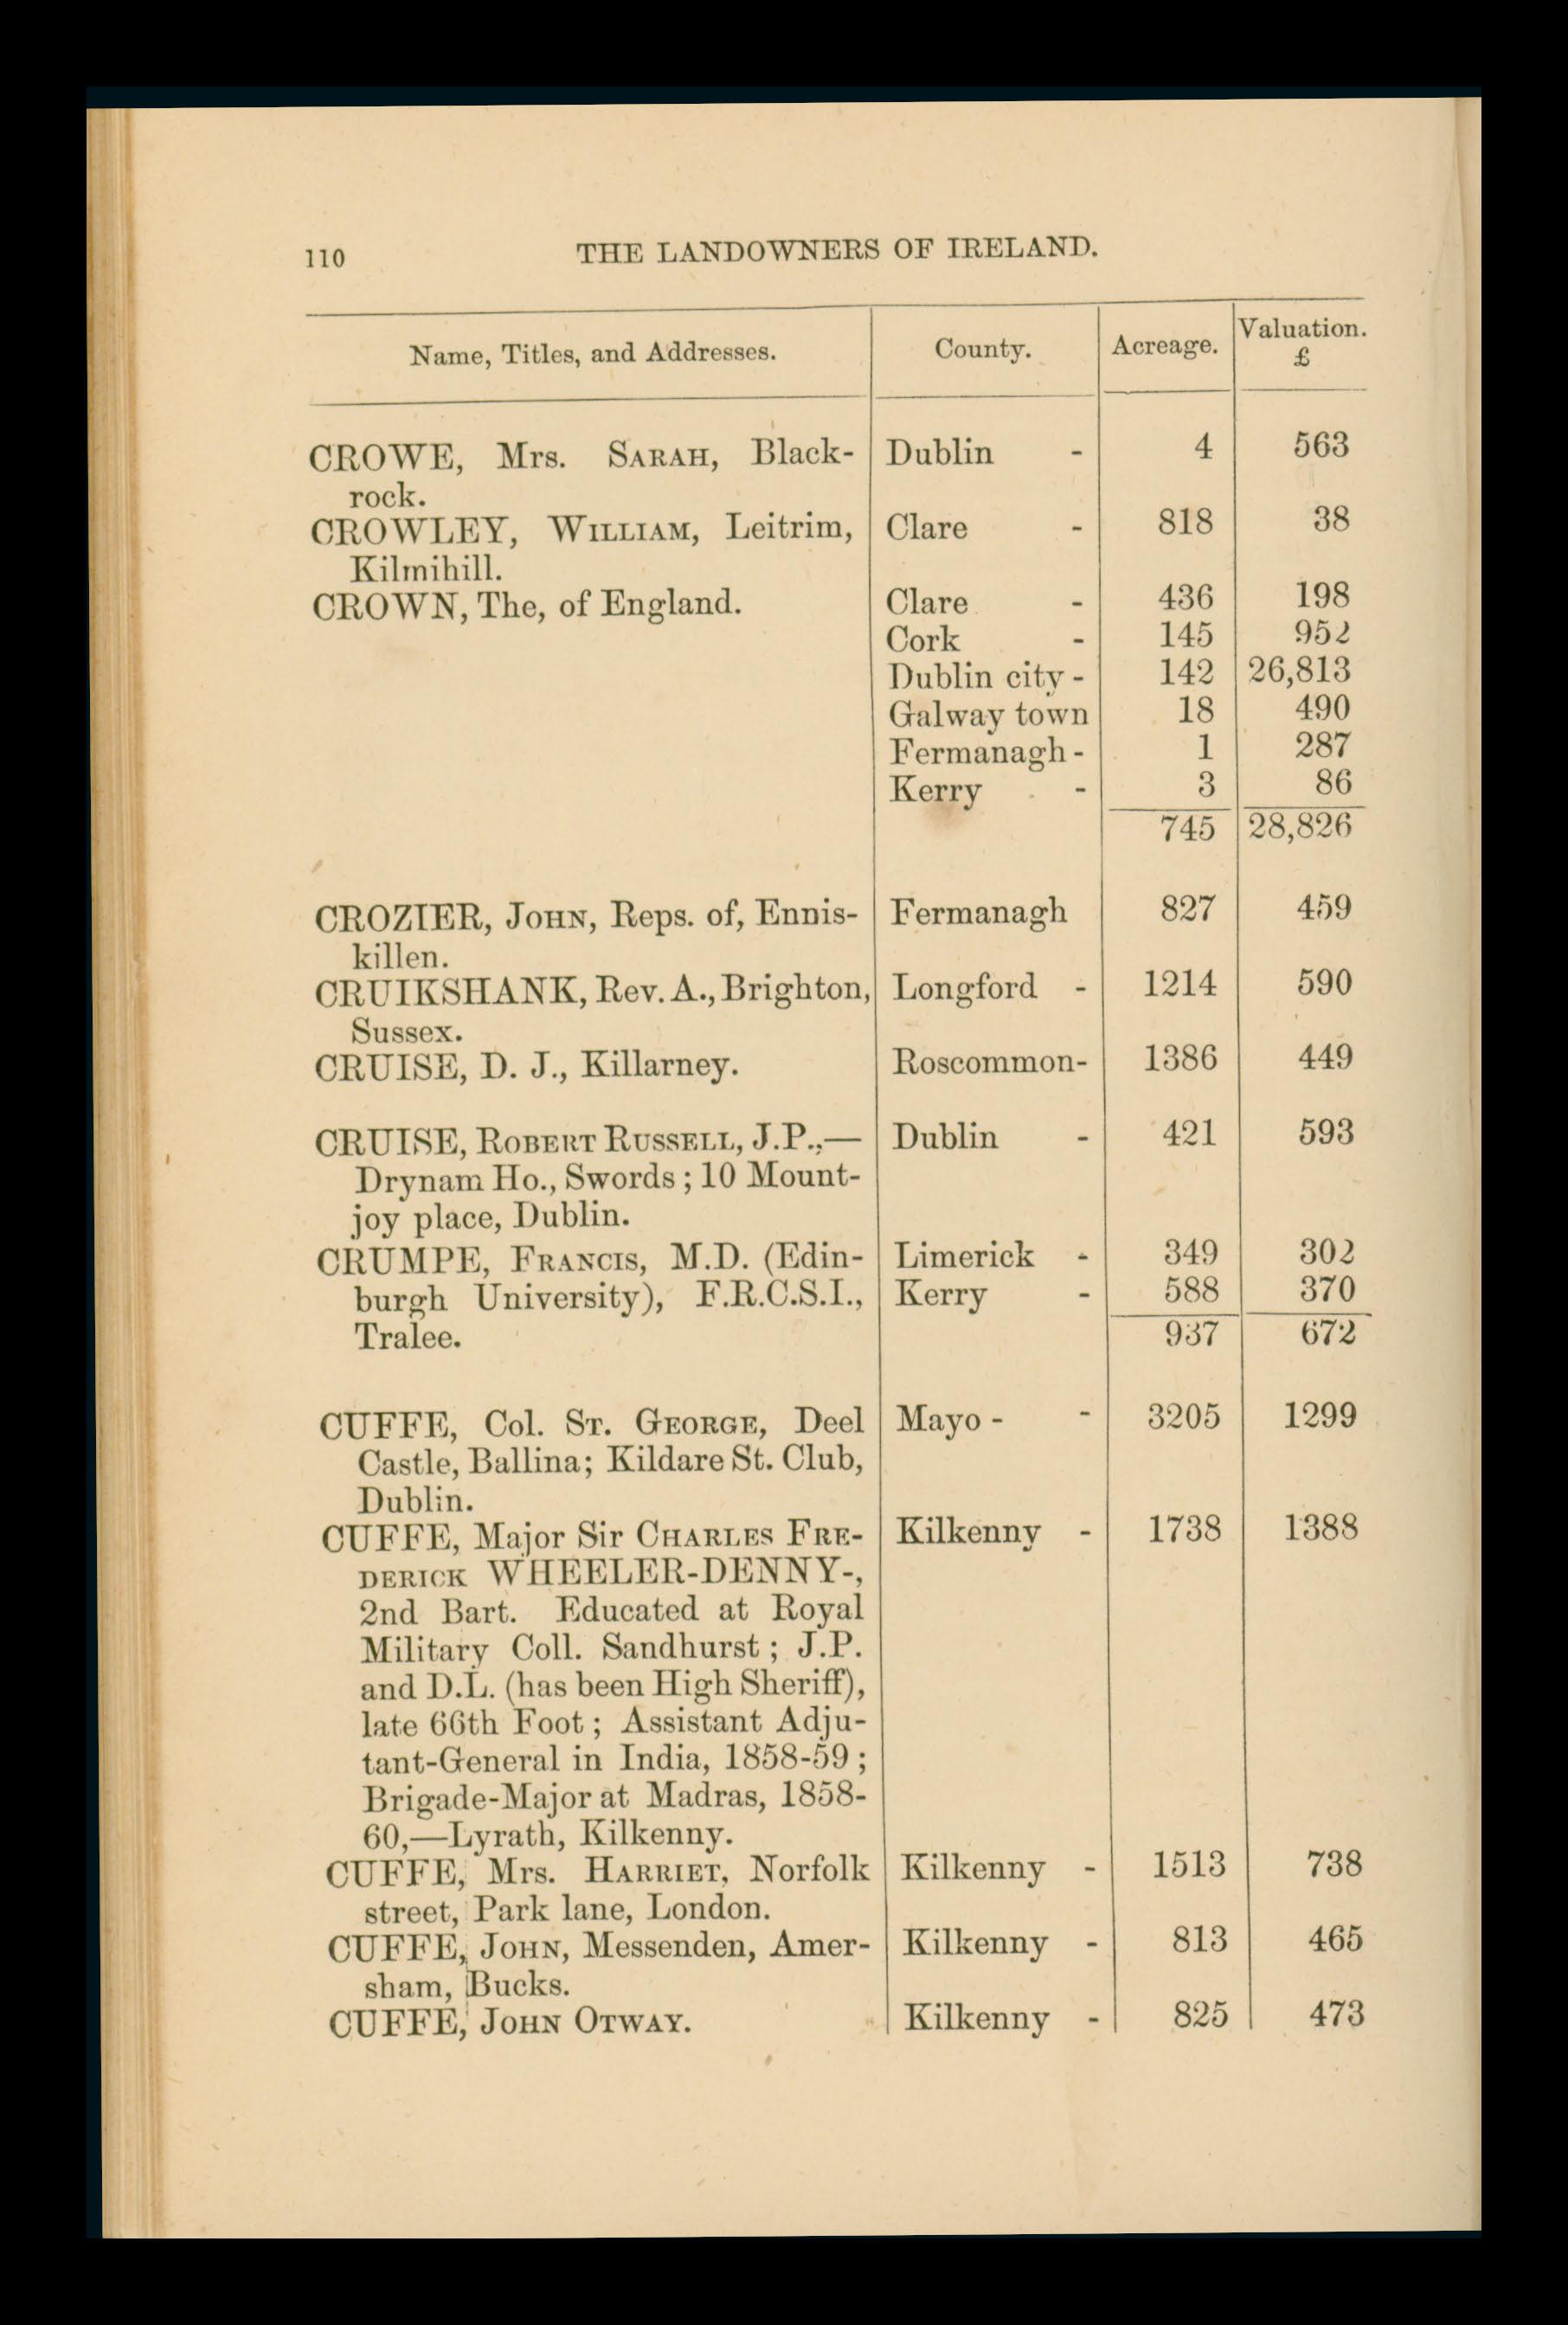 110 THE LANDOWNERS OF IRELAND.
Name, Titles, and Addresses. County. Acreage. Valuation. £
CROWE, Mrs. SARAH, Black- Dublin - 4 563
rock.
CROWLEY, WILLIAM, Leitrim, Clare - 818 38
Kilmihill.
CROWN, The, of England. Clare - 436 198
Cork - 145 952
Dublin city - 142 26,813
Galway town 18 490
Fermanagh - 1 287
Kerry - 3 86
745 28,826
CROZIER, JOHN, Reps. of, Ennis- Fermanagh 827 459
killen.
CRUIKSHANK, Rev. A., Brighton, Longford - 1214 590
Sussex.
CRUISE, D. J., Killarney. Roscommon- 1386 449
CRUISE, ROBERT RUSSELL, J.P.,— Dublin - 421 593
Drynam Ho., Swords; 10 Mount-
joy place, Dublin.
CRUMPE, FRANCIS, M.D. (Edin- Limerick - 349 302
burgh University), F.R.C.S.I., Kerry - 588 370
Tralee. 937 672
CUFFE, Col. ST. GEORGE, Deel Mayo - - 3205 1299
Castle, Ballina; Kildare St. Club,
Dublin.
CUFFE, Major Sir CHARLES FRE- Kilkenny - 1738 1388
DERICK WHEELER-DENNY-,
2nd Bart. Educated at Royal
Military Coll. Sandhurst; J.P.
and D.L. (has been High Sheriff),
late 66th Foot; Assistant Adju-
tant-General in India, 1858-59;
Brigade-Major at Madras, 1858-
60,—Lyrath, Kilkenny.
CUFFE, Mrs. HARRIET, Norfolk Kilkenny - 1513 738
street, Park lane, London.
CUFFE, JOHN, Messenden, Amer- Kilkenny - 813 465
sham, Bucks.
CUFFE, JOHN OTWAY. Kilkenny - 825 473